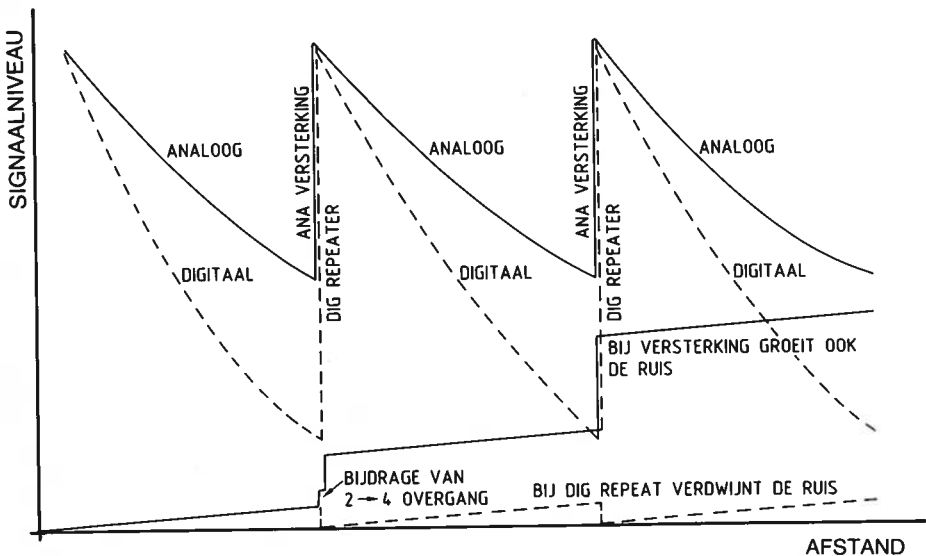 SIGNAALNIVEAU
ANALOOG
DIGITAAL
ANA VERSTERKING
DIG REPEATER
ANALOOG
DIGITAAL
ANA VERSTERKING
DIG REPEATER
ANALOOG
DIGITAAL
BIJ VERSTERKING GROEIT OOK
DE RUIS
BIJDRAGE VAN
2→4 OVERGANG
BIJ DIG REPEAT VERDWIJNT DE RUIS
AFSTAND